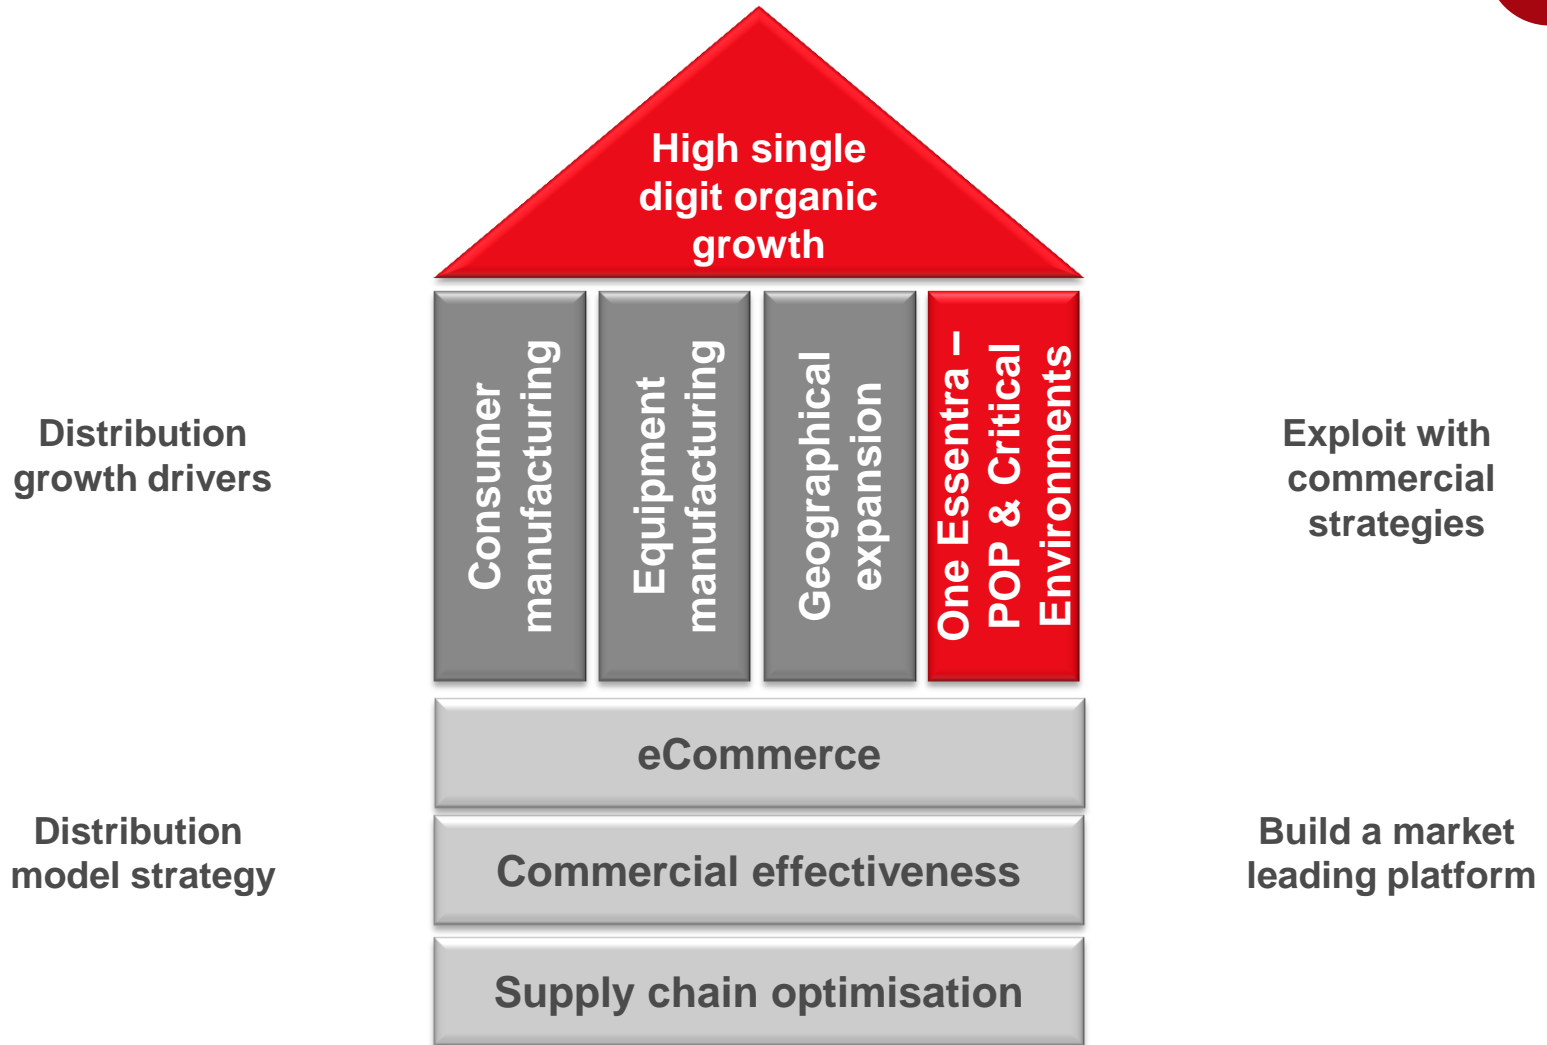 High single
digit organic
growth
Distribution
growth drivers
Consumer
manufacturing
Equipment
manufacturing
Geographical
expansion
One Essentra –
POP & Critical
Environments
Exploit with
commercial
strategies
Distribution
model strategy
eCommerce
Commercial effectiveness
Supply chain optimisation
Build a market
leading platform